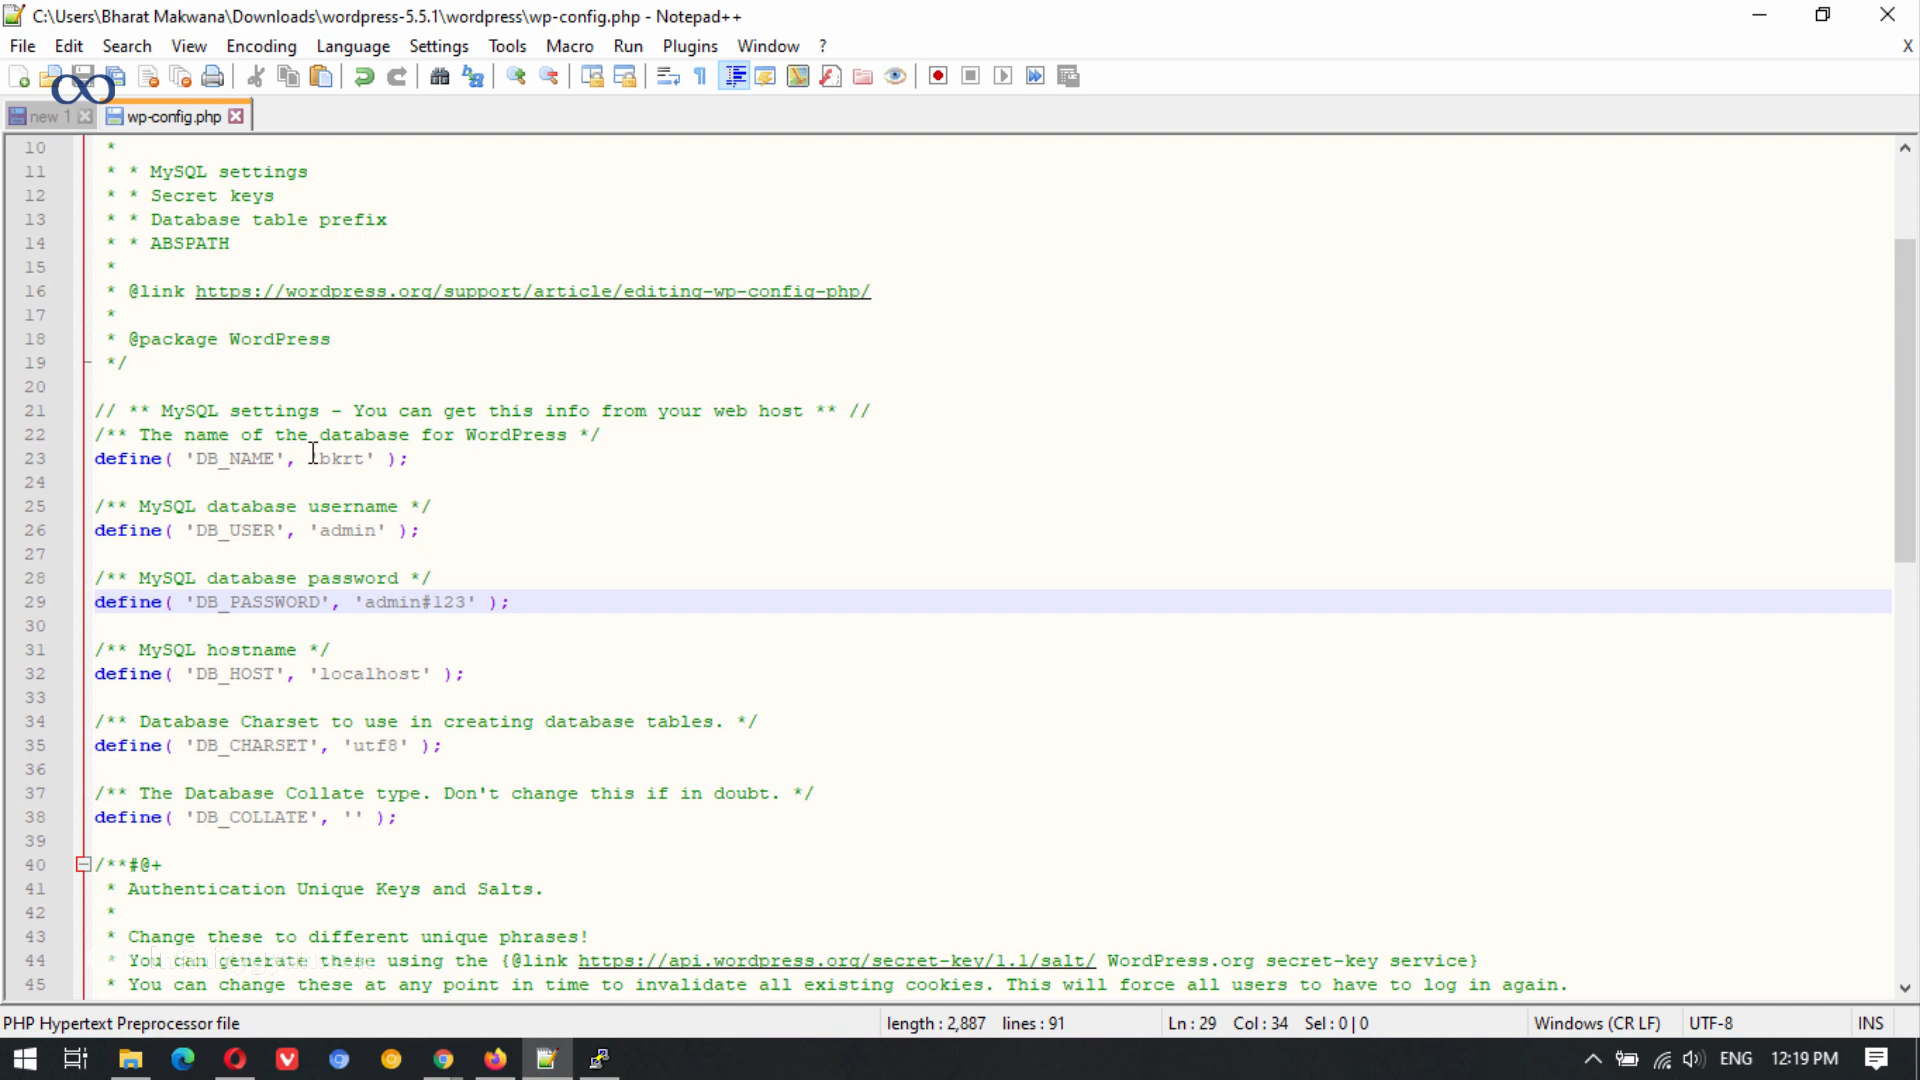 C:\Users\Bharat Makwana\Downloads\wordpress-5.5.1\wordpress\wp-config.php - Notepad++
File Edit Search View Encoding Language Settings Tools Macro Run Plugins Window ? X
new 1 wp-config.php
10 *
11 * * MySQL settings
12 * * Secret keys
13 * * Database table prefix
14 * * ABSPATH
15 *
16 * @link https://wordpress.org/support/article/editing-wp-config-php/
17 *
18 * @package WordPress
19 */
20
21 // ** MySQL settings - You can get this info from your web host ** //
22 /** The name of the database for WordPress */
23 define( 'DB_NAME', 'bkrt' );
24
25 /** MySQL database username */
26 define( 'DB_USER', 'admin' );
27
28 /** MySQL database password */
29 define( 'DB_PASSWORD', 'admin#123' );
30
31 /** MySQL hostname */
32 define( 'DB_HOST', 'localhost' );
33
34 /** Database Charset to use in creating database tables. */
35 define( 'DB_CHARSET', 'utf8' );
36
37 /** The Database Collate type. Don't change this if in doubt. */
38 define( 'DB_COLLATE', '' );
39
40 /**#@+
41 * Authentication Unique Keys and Salts.
42 *
43 * Change these to different unique phrases!
44 * You can generate these using the {@link https://api.wordpress.org/secret-key/1.1/salt/ WordPress.org secret-key service}
45 * You can change these at any point in time to invalidate all existing cookies. This will force all users to have to log in again.
PHP Hypertext Preprocessor file length : 2,887 lines : 91 Ln : 29 Col : 34 Sel : 0 | 0 Windows (CR LF) UTF-8 INS
ENG 12:19 PM